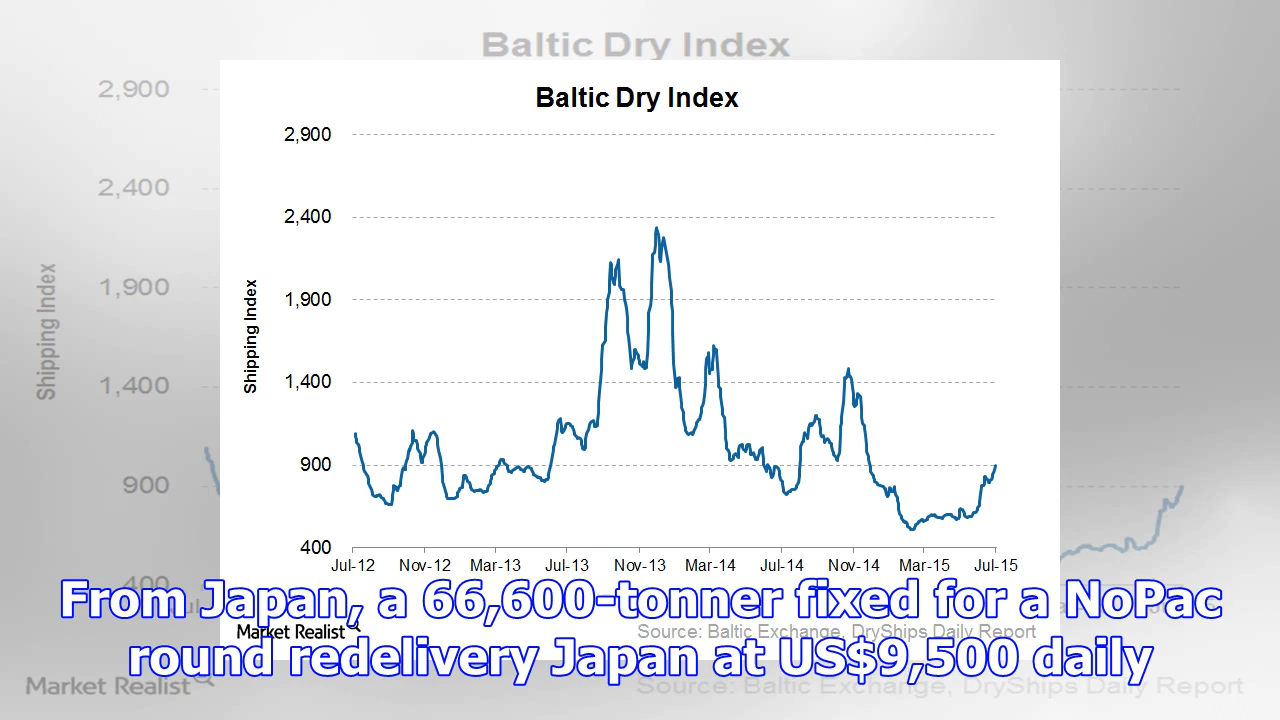 Baltic Dry Index
Baltic Dry Index
2,900
2,400
1,900
1,400
900
400
Shipping Index
2,900
2,400
1,900
1,400
900
400
Shipping Index
Jul-12 Nov-12 Mar-13 Jul-13 Nov-13 Mar-14 Jul-14 Nov-14 Mar-15 Jul-15
From Japan, a 66,600-tonner fixed for a NoPac
Market Realist
Source: Baltic Exchange, DryShips Daily Report
round redelivery Japan at US$9,500 daily
Market Realist
Source: Baltic Exchange, DryShips Daily Report